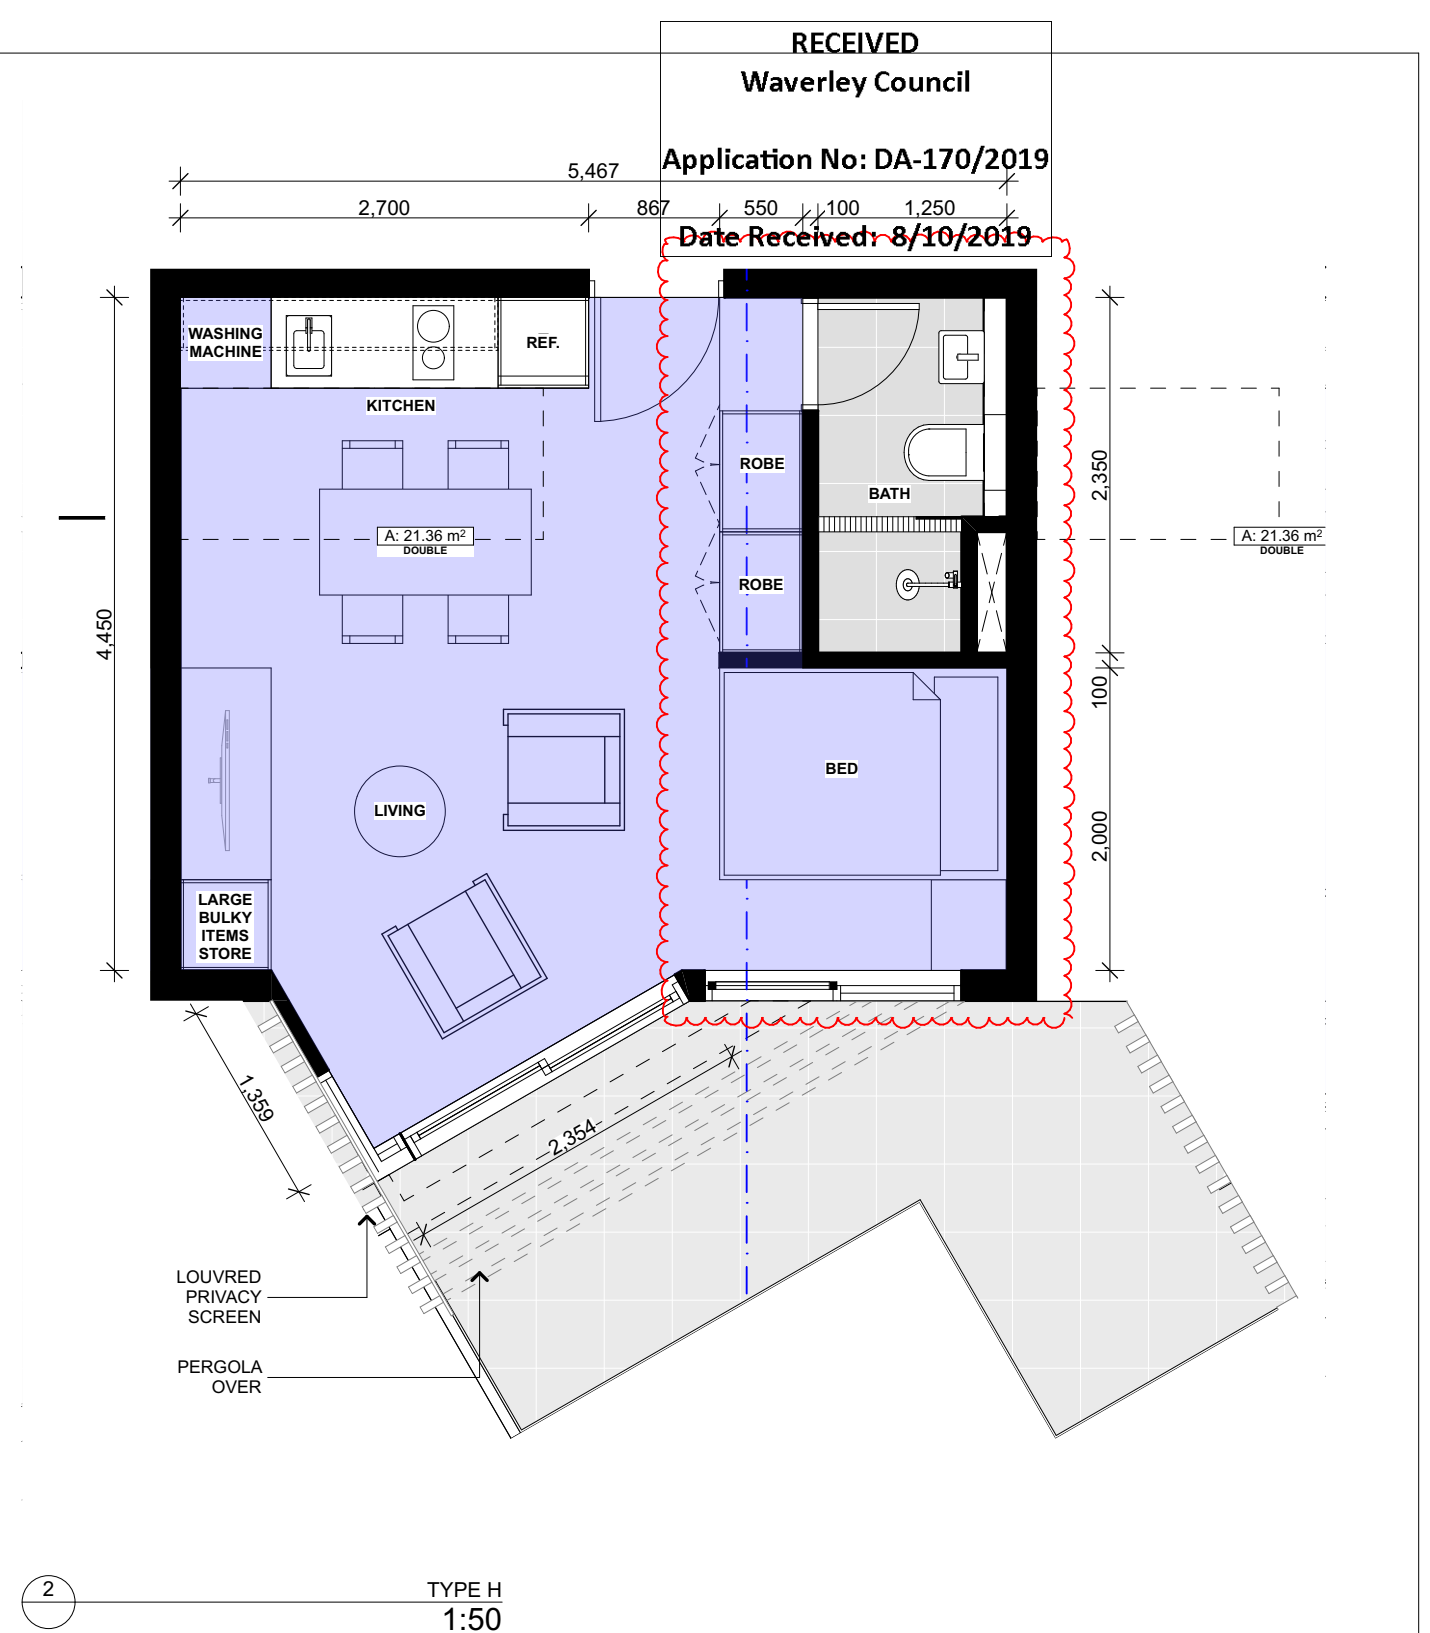 RECEIVED
Waverley Council
Application No: DA-170/2019
Date Received: 8/10/2019
5,467
2,700
867
550
100
1,250
WASHING
MACHINE
REF.
KITCHEN
ROBE
BATH
2,350
A: 21.36 m²
DOUBLE
A: 21.36 m²
DOUBLE
ROBE
4,450
100
BED
LIVING
2,000
LARGE
BULKY
ITEMS
STORE
1,359
2,354
LOUVRED
PRIVACY
SCREEN
PERGOLA
OVER
2
TYPE H
1:50